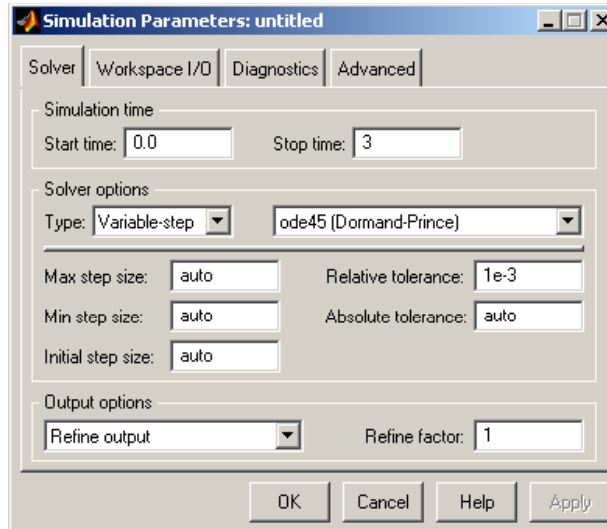 Simulation Parameters: untitled
Solver Workspace I/O Diagnostics Advanced
Simulation time
Start time: 0.0 Stop time: 3
Solver options
Type: Variable-step ode45 (Dormand-Prince)
Max step size: auto Relative tolerance: 1e-3
Min step size: auto Absolute tolerance: auto
Initial step size: auto
Output options
Refine output Refine factor: 1
OK Cancel Help Apply